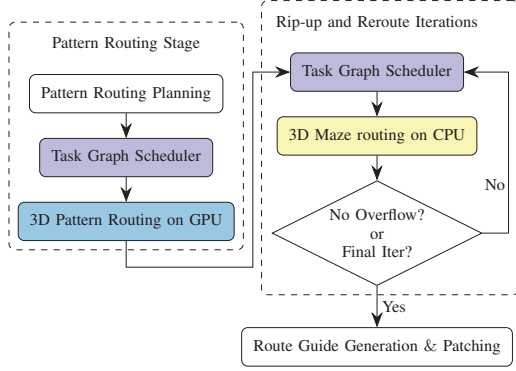 Pattern Routing Stage
Pattern Routing Planning
Task Graph Scheduler
3D Pattern Routing on GPU
Rip-up and Reroute Iterations
Task Graph Scheduler
3D Maze routing on CPU
No Overflow?
or
Final Iter?
No
Yes
Route Guide Generation & Patching